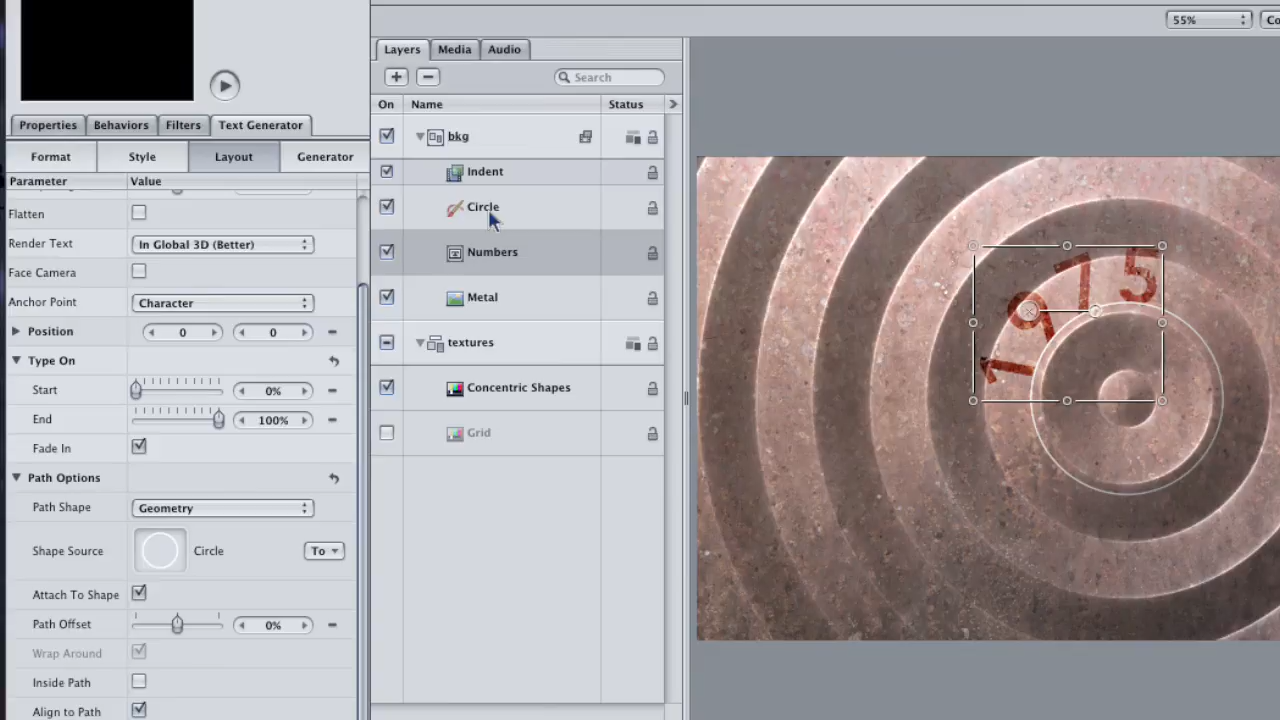 55%
Co
Layers Media Audio
Search
On Name Status
bkg
Indent
Circle
Numbers
Metal
textures
Concentric Shapes
Grid
Properties Behaviors Filters Text Generator
Format Style Layout Generator
Parameter Value
Flatten
Render Text In Global 3D (Better)
Face Camera
Anchor Point Character
Position 0 0
Type On
Start 0%
End 100%
Fade In
Path Options
Path Shape Geometry
Shape Source Circle To
Attach To Shape
Path Offset 0%
Wrap Around
Inside Path
Align to Path
1975